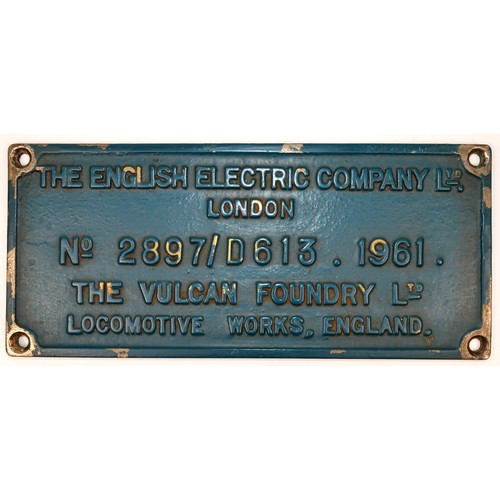 THE ENGLISH ELECTRIC COMPANY LTD.
LONDON
No 2897/D613 . 1961 .
THE VULCAN FOUNDRY LTD
LOCOMOTIVE WORKS, ENGLAND.